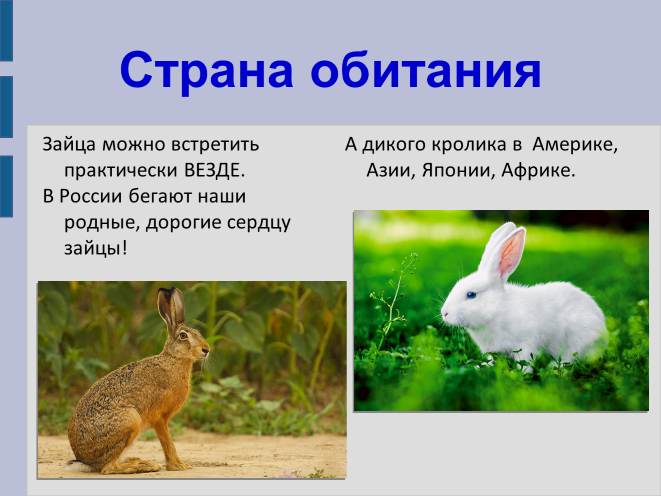 Страна обитания
Зайца можно встретить
практически ВЕЗДЕ.
В России бегают наши
родные, дорогие сердцу
зайцы!
А дикого кролика в  Америке,
Азии, Японии, Африке.